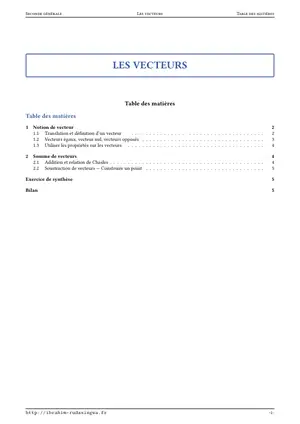 Seconde générale Les vecteurs Table des matières
LES VECTEURS
Table des matières
Table des matières
1 Notion de vecteur 2
1.1 Translation et définition d'un vecteur 2
1.2 Vecteurs égaux, vecteur nul, vecteurs opposés 3
1.3 Utiliser les propriétés sur les vecteurs 4
2 Somme de vecteurs 4
2.1 Addition et relation de Chasles 4
2.2 Soustraction de vecteurs — Construire un point 5
Exercice de synthèse 5
Bilan 5